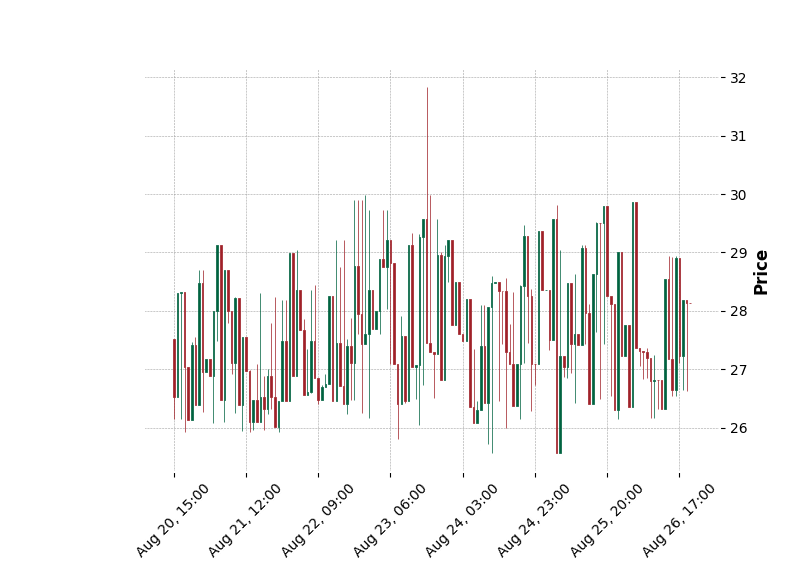 32
31
30
29
28
27
26
Price
Aug 20, 15:00
Aug 21, 12:00
Aug 22, 09:00
Aug 23, 06:00
Aug 24, 03:00
Aug 24, 23:00
Aug 25, 20:00
Aug 26, 17:00